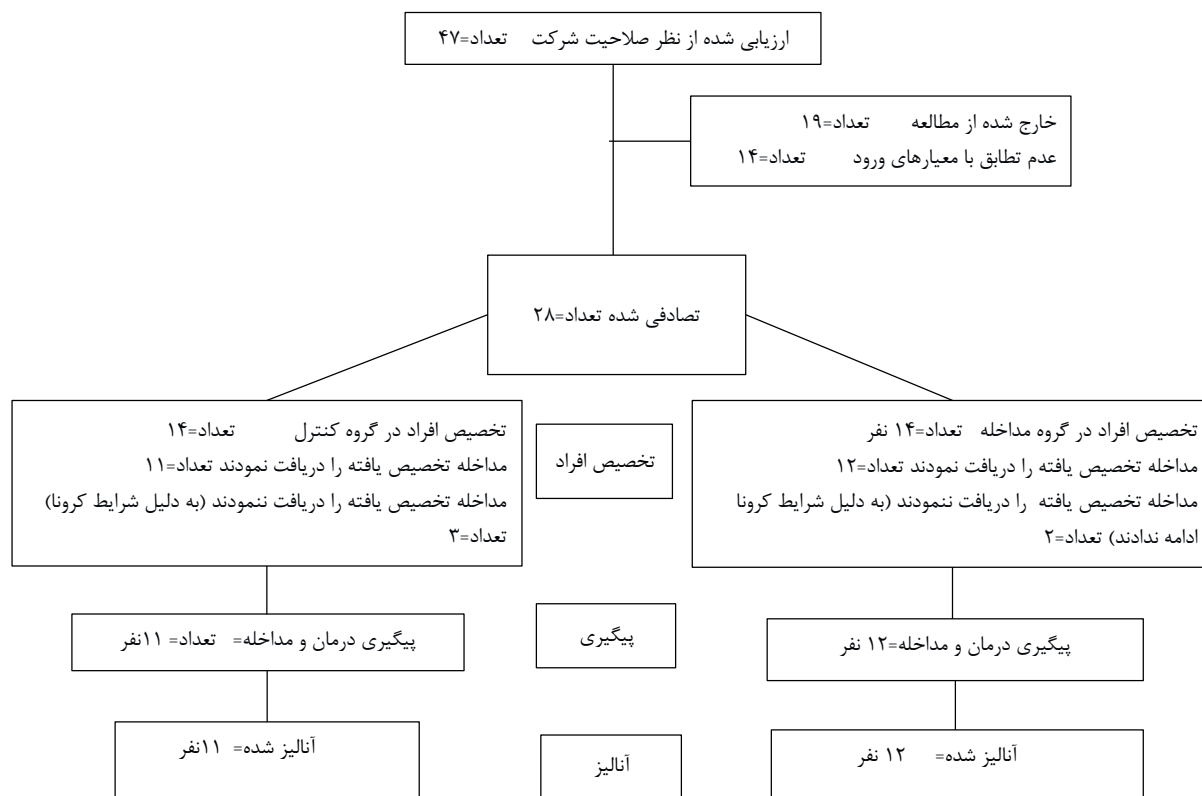 ارزیابی شده از نظر صلاحیت شرکت تعداد=۴۷
خارج شده از مطالعه تعداد=۱۹
عدم تطابق با معیارهای ورود تعداد=۱۴
تصادفی شده تعداد=۲۸
تخصیص افراد در گروه مداخله تعداد=۱۴ نفر
مداخله تخصیص یافته را دریافت نمودند تعداد=۱۲
مداخله تخصیص یافته را دریافت ننمودند (به دلیل شرایط کرونا
ادامه ندادند) تعداد=۲
تخصیص افراد
تخصیص افراد در گروه کنترل تعداد=۱۴
مداخله تخصیص یافته را دریافت نمودند تعداد=۱۱
مداخله تخصیص یافته را دریافت ننمودند (به دلیل شرایط کرونا)
تعداد=۳
پیگیری درمان و مداخله=۱۲ نفر
پیگیری
پیگیری درمان و مداخله= تعداد= ۱۱نفر
آنالیز شده= ۱۲ نفر
آنالیز
آنالیز شده= ۱۱نفر